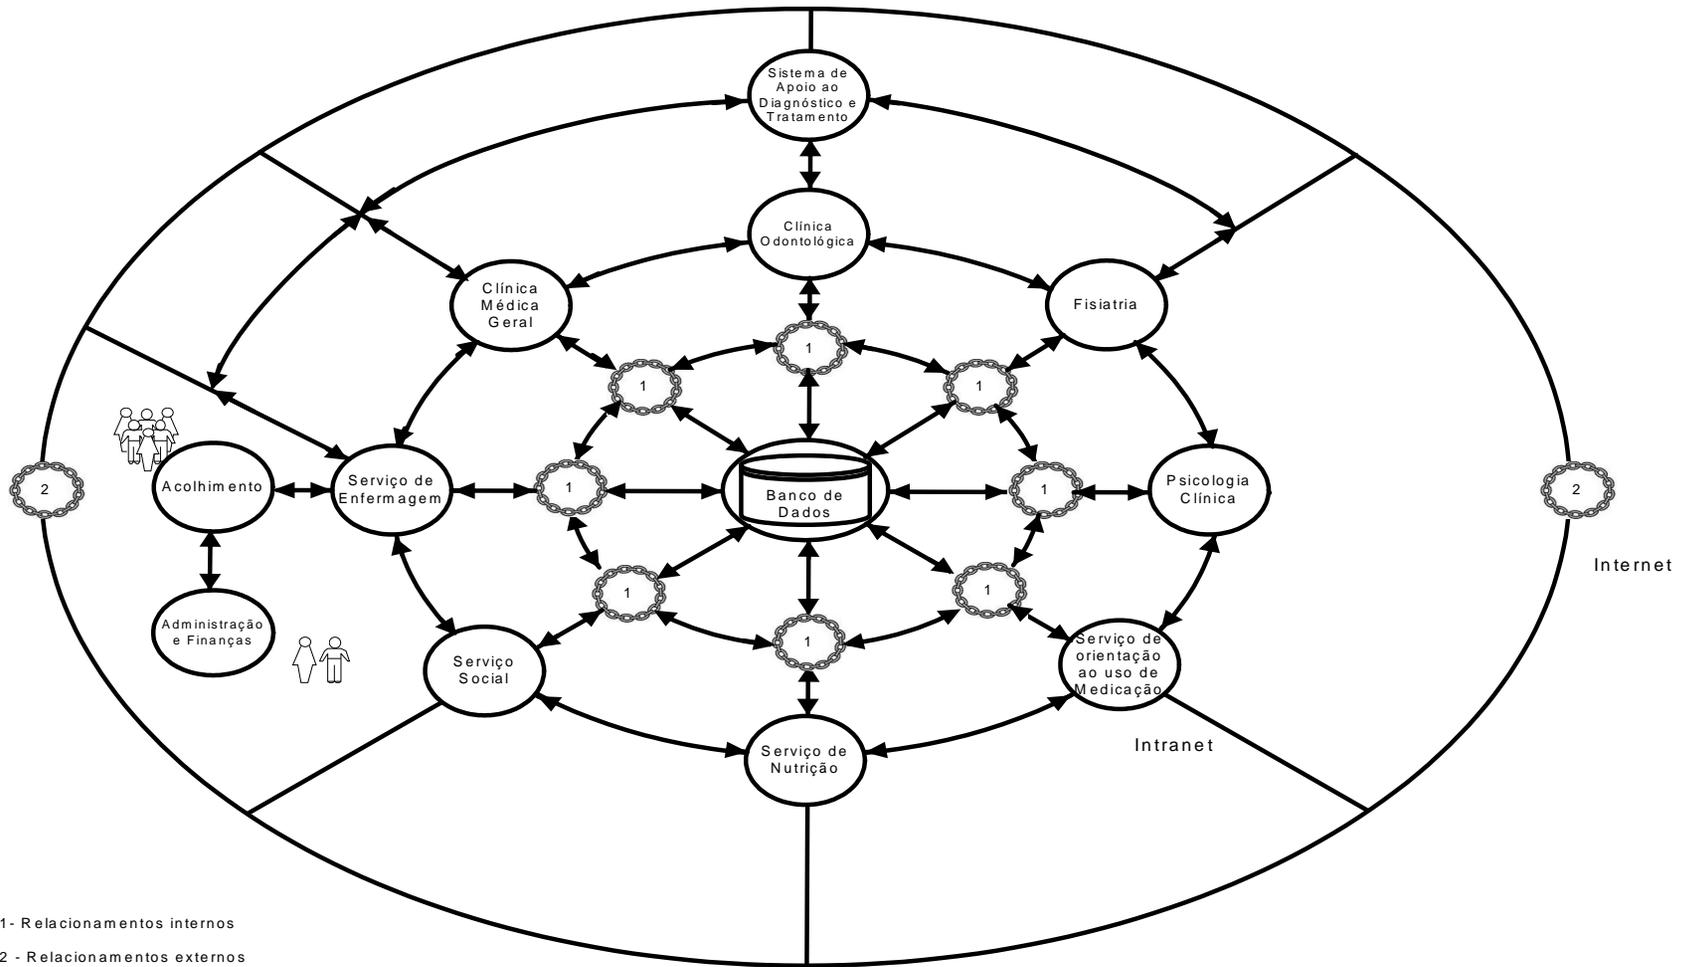 Sistema de
Apoio ao
Diagnóstico e
Tratamento
Clínica
Odontológica
Clínica
Médica
Geral
Fisiatria
1
1
1
Acolhimento
Serviço de
Enfermagem
1
Banco de
Dados
1
Psicologia
Clínica
2
2
Internet
1
1
Administração
e Finanças
1
Serviço
Social
Serviço de
orientação
ao uso de
Medicação
Intranet
Serviço de
Nutrição
1- Relacionamentos internos
2 - Relacionamentos externos